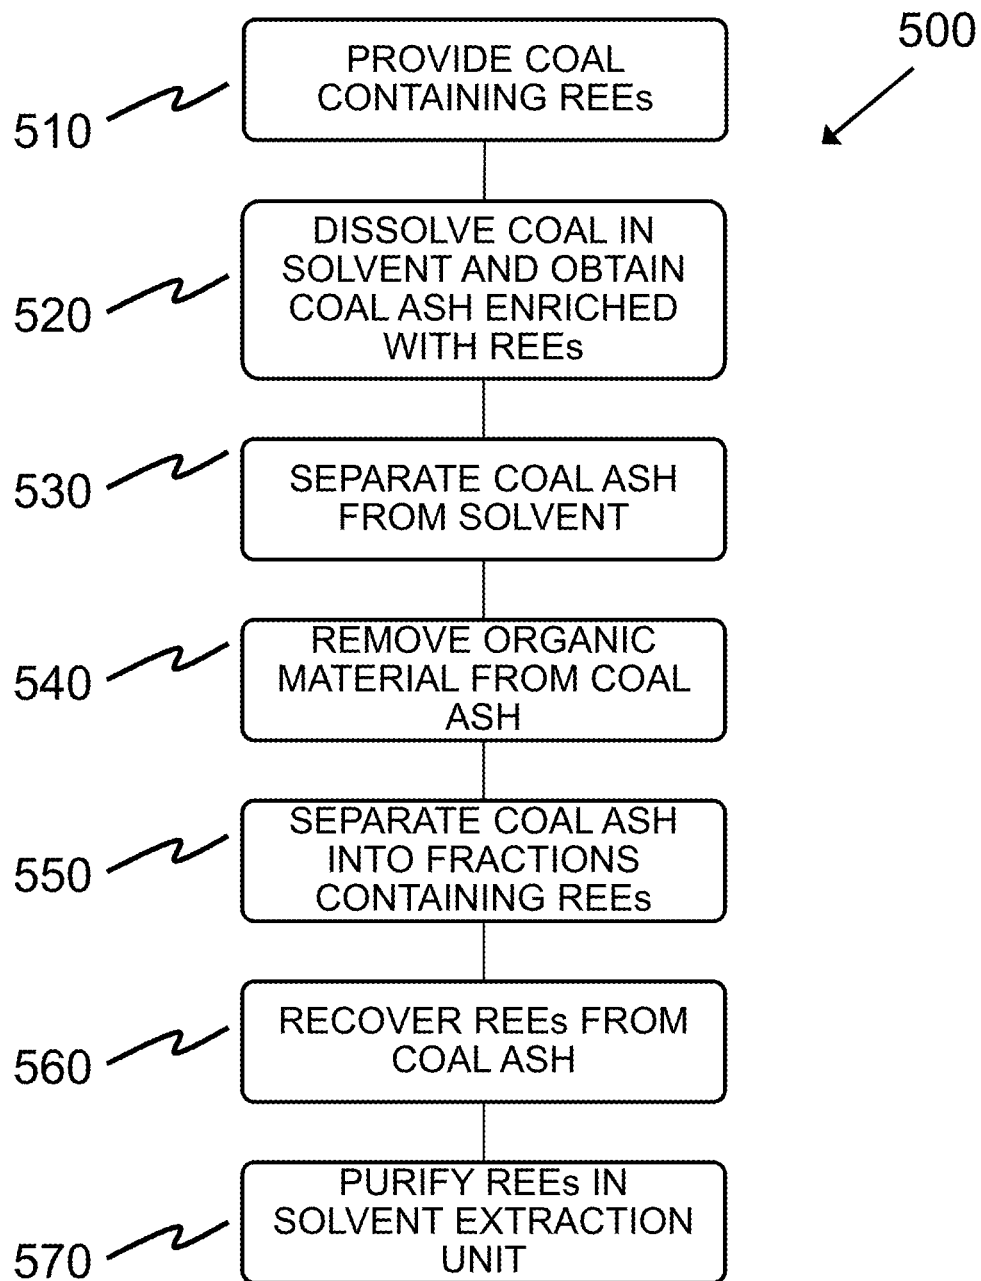 500
PROVIDE COAL
CONTAINING REEs
510
DISSOLVE COAL IN
SOLVENT AND OBTAIN
COAL ASH ENRICHED
WITH REEs
520
SEPARATE COAL ASH
FROM SOLVENT
530
REMOVE ORGANIC
MATERIAL FROM COAL
ASH
540
SEPARATE COAL ASH
INTO FRACTIONS
CONTAINING REEs
550
RECOVER REEs FROM
COAL ASH
560
PURIFY REEs IN
SOLVENT EXTRACTION
UNIT
570